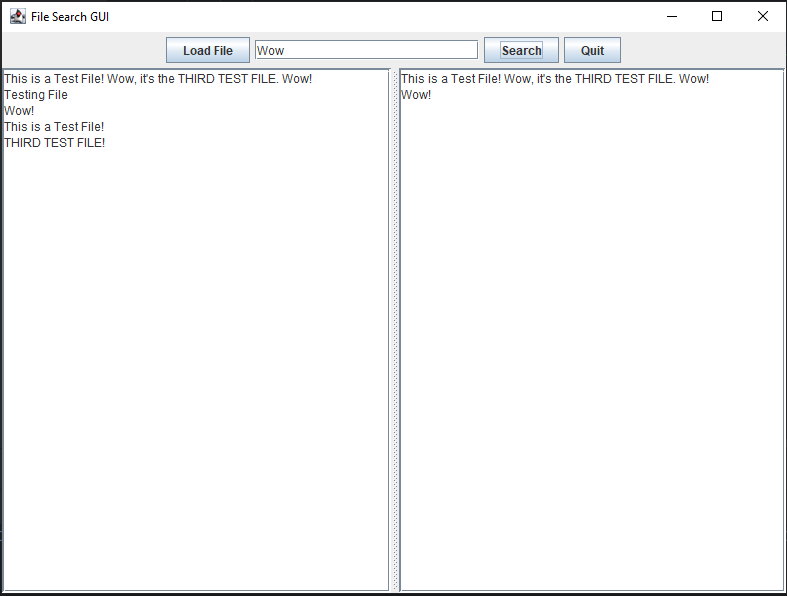 File Search GUI
Load File
Wow
Search
Quit
This is a Test File! Wow, it's the THIRD TEST FILE. Wow!
Testing File
Wow!
This is a Test File!
THIRD TEST FILE!
This is a Test File! Wow, it's the THIRD TEST FILE. Wow!
Wow!